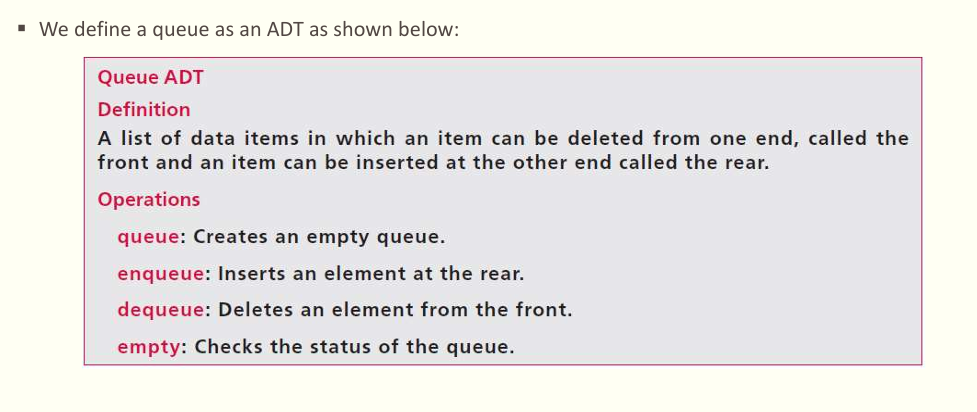 ▪ We define a queue as an ADT as shown below:
Queue ADT
Definition
A list of data items in which an item can be deleted from one end, called the
front and an item can be inserted at the other end called the rear.
Operations
queue: Creates an empty queue.
enqueue: Inserts an element at the rear.
dequeue: Deletes an element from the front.
empty: Checks the status of the queue.